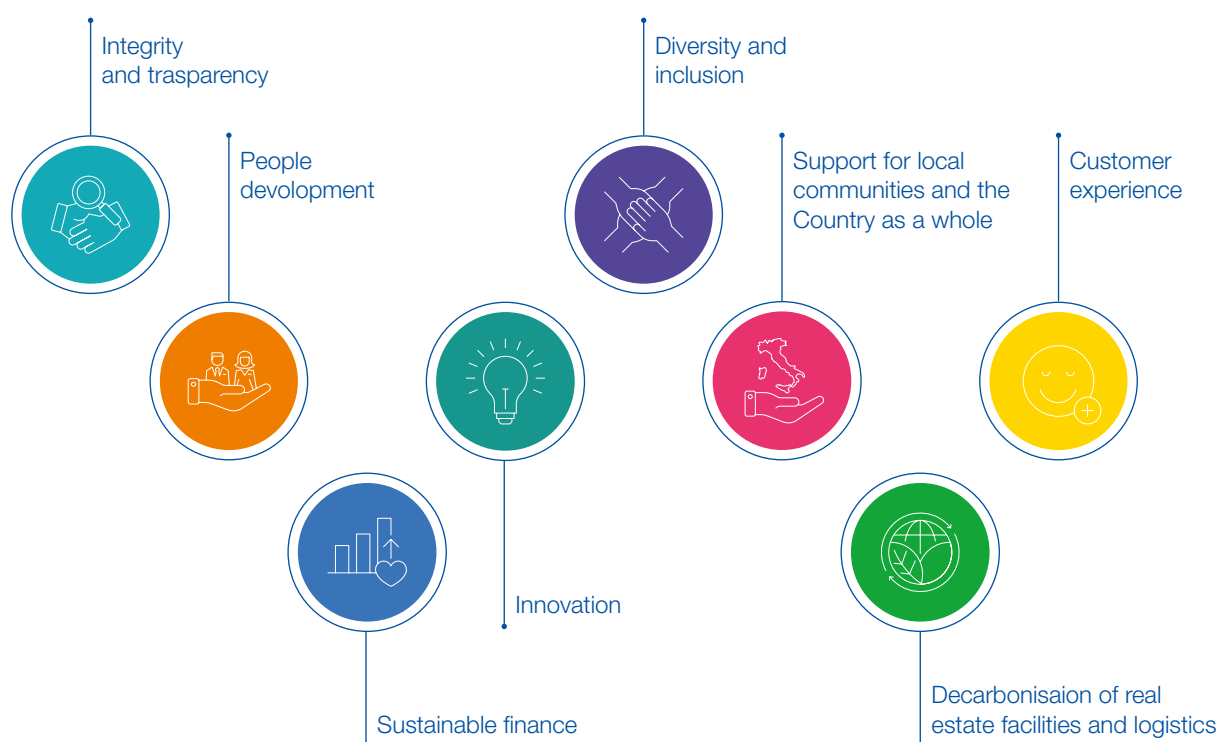 Integrity
and trasparency
Diversity and
inclusion
People
devolopment
Support for local
communities and the
Country as a whole
Customer
experience
Innovation
Sustainable finance
Decarbonisaion of real
estate facilities and logistics